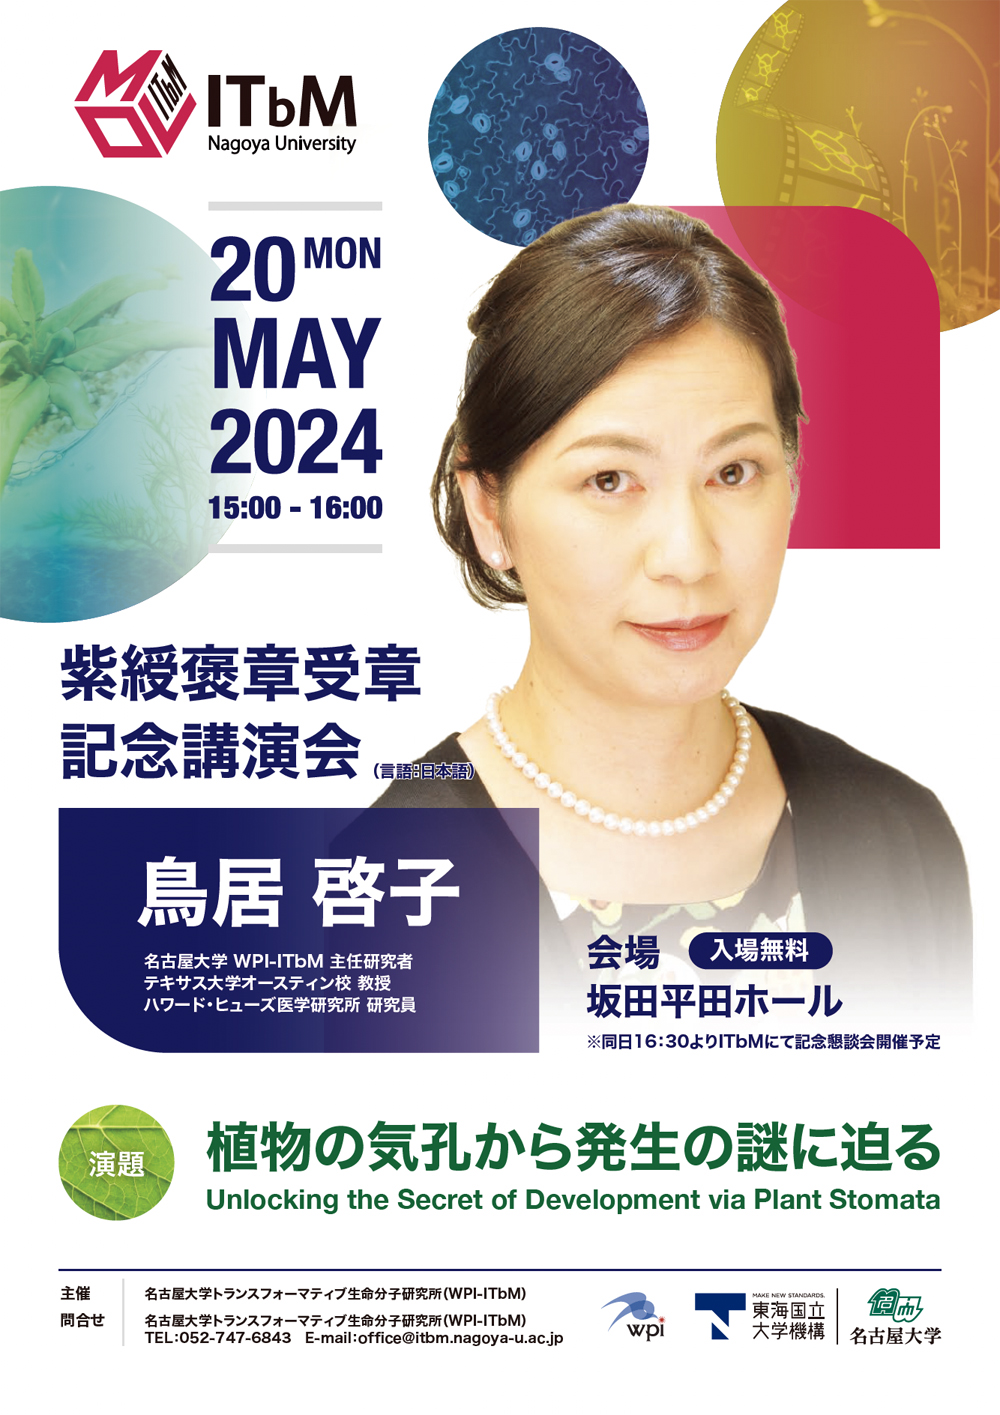 ITbM
ITbM
Nagoya University
20 MON
MAY
2024
15:00 - 16:00
紫綬褒章受章
記念講演会（言語：日本語）
鳥居 啓子
名古屋大学 WPI-ITbM 主任研究者
テキサス大学オースティン校 教授
ハワード・ヒューズ医学研究所 研究員
会場 入場無料
坂田平田ホール
※同日16：30よりITbMにて記念懇談会開催予定
演題
植物の気孔から発生の謎に迫る
Unlocking the Secret of Development via Plant Stomata
主催 名古屋大学トランスフォーマティブ生命分子研究所（WPI-ITbM）
問合せ 名古屋大学トランスフォーマティブ生命分子研究所（WPI-ITbM）
TEL：052-747-6843 E-mail：office@itbm.nagoya-u.ac.jp
wpi
MAKE NEW STANDARDS.
東海国立
大学機構
名古屋大学